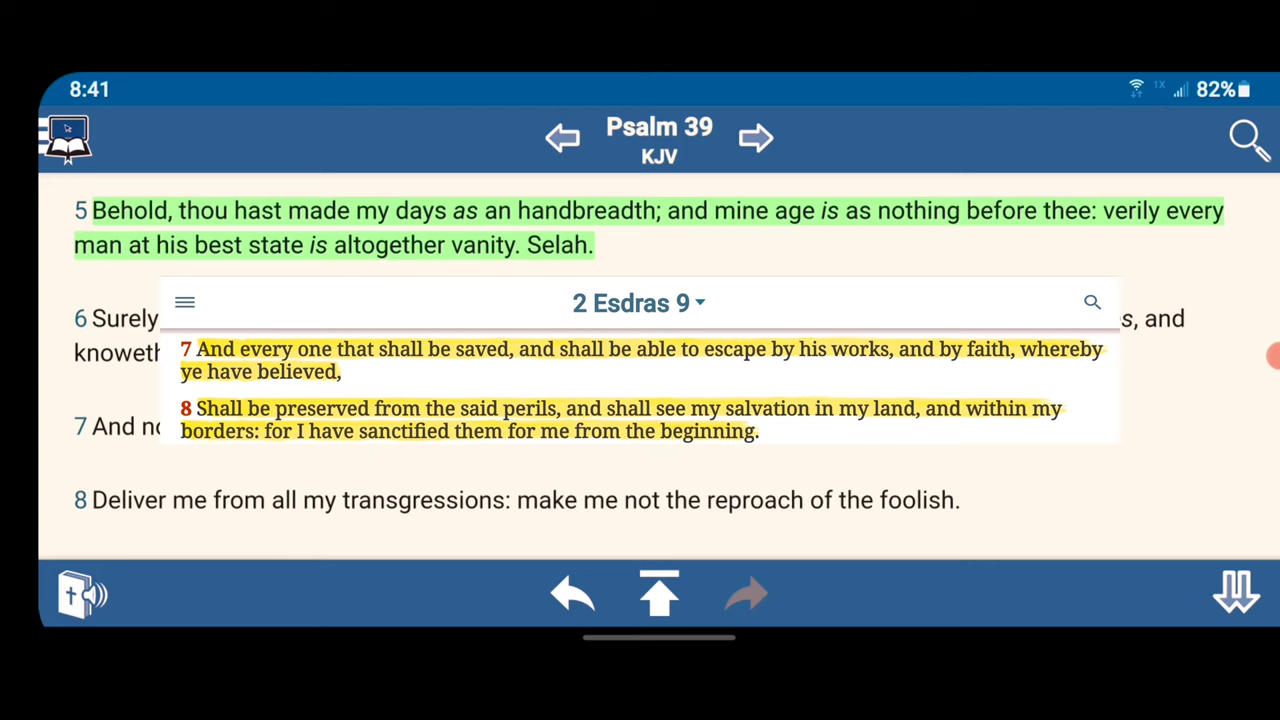 8:41
1X
82%
Psalm 39
KJV
5 Behold, thou hast made my days as an handbreadth; and mine age is as nothing before thee: verily every
man at his best state is altogether vanity. Selah.
2 Esdras 9
6 Surely
and
knoweth
7 And every one that shall be saved, and shall be able to escape by his works, and by faith, whereby
ye have believed,
8 Shall be preserved from the said perils, and shall see my salvation in my land, and within my
borders: for I have sanctified them for me from the beginning.
7 And
8 Deliver me from all my transgressions: make me not the reproach of the foolish.